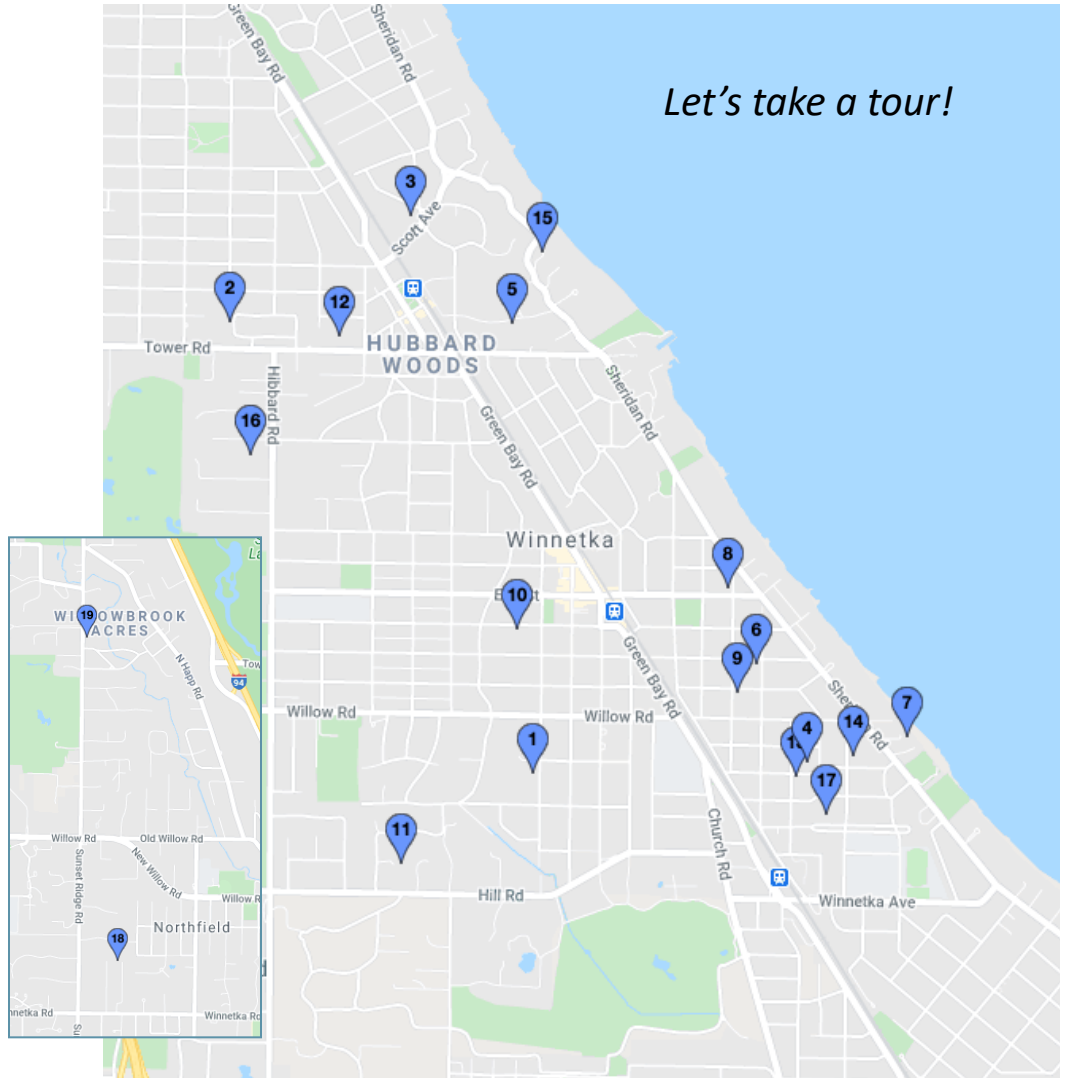 Let's take a tour!
Green Bay Rd
Sheridan Rd
3
Scott Ave
15
2
12
5
Tower Rd
HUBBARD
WOODS
Hibbard Rd
Sheridan Rd
16
Green Bay Rd
Winnetka
8
10
6
9
Green Bay Rd
Willow Rd
Willow Rd
7
1
4
14
17
11
Church Rd
Hill Rd
Winnetka Ave
19
ACRES
N Happ Rd
94
Willow Rd
Old Willow Rd
Sunset Ridge Rd
New Willow Rd
Northfield
18
Winnetka Rd